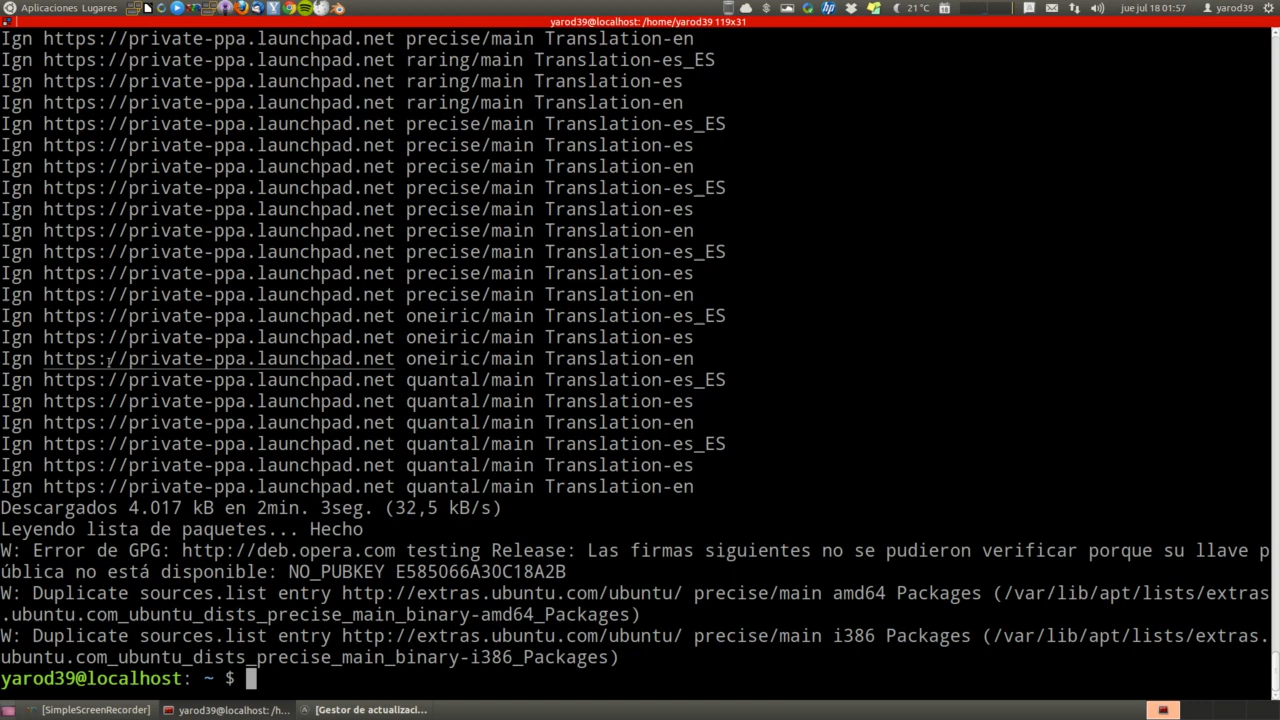 Aplicaciones Lugares
21 °C
jue jul 18 01:57
yarod39
yarod39@localhost: /home/yarod39 119x31
Ign https://private-ppa.launchpad.net precise/main Translation-en
Ign https://private-ppa.launchpad.net raring/main Translation-es_ES
Ign https://private-ppa.launchpad.net raring/main Translation-es
Ign https://private-ppa.launchpad.net raring/main Translation-en
Ign https://private-ppa.launchpad.net precise/main Translation-es_ES
Ign https://private-ppa.launchpad.net precise/main Translation-es
Ign https://private-ppa.launchpad.net precise/main Translation-en
Ign https://private-ppa.launchpad.net precise/main Translation-es_ES
Ign https://private-ppa.launchpad.net precise/main Translation-es
Ign https://private-ppa.launchpad.net precise/main Translation-en
Ign https://private-ppa.launchpad.net precise/main Translation-es_ES
Ign https://private-ppa.launchpad.net precise/main Translation-es
Ign https://private-ppa.launchpad.net precise/main Translation-en
Ign https://private-ppa.launchpad.net oneiric/main Translation-es_ES
Ign https://private-ppa.launchpad.net oneiric/main Translation-es
Ign https://private-ppa.launchpad.net oneiric/main Translation-en
Ign https://private-ppa.launchpad.net quantal/main Translation-es_ES
Ign https://private-ppa.launchpad.net quantal/main Translation-es
Ign https://private-ppa.launchpad.net quantal/main Translation-en
Ign https://private-ppa.launchpad.net quantal/main Translation-es_ES
Ign https://private-ppa.launchpad.net quantal/main Translation-es
Ign https://private-ppa.launchpad.net quantal/main Translation-en
Descargados 4.017 kB en 2min. 3seg. (32,5 kB/s)
Leyendo lista de paquetes... Hecho
W: Error de GPG: http://deb.opera.com testing Release: Las firmas siguientes no se pudieron verificar porque su llave p
ública no está disponible: NO_PUBKEY E585066A30C18A2B
W: Duplicate sources.list entry http://extras.ubuntu.com/ubuntu/ precise/main amd64 Packages (/var/lib/apt/lists/extras
.ubuntu.com_ubuntu_dists_precise_main_binary-amd64_Packages)
W: Duplicate sources.list entry http://extras.ubuntu.com/ubuntu/ precise/main i386 Packages (/var/lib/apt/lists/extras.
ubuntu.com_ubuntu_dists_precise_main_binary-i386_Packages)
yarod39@localhost: ~ $
[SimpleScreenRecorder]
yarod39@localhost: /h...
[Gestor de actualizaci...